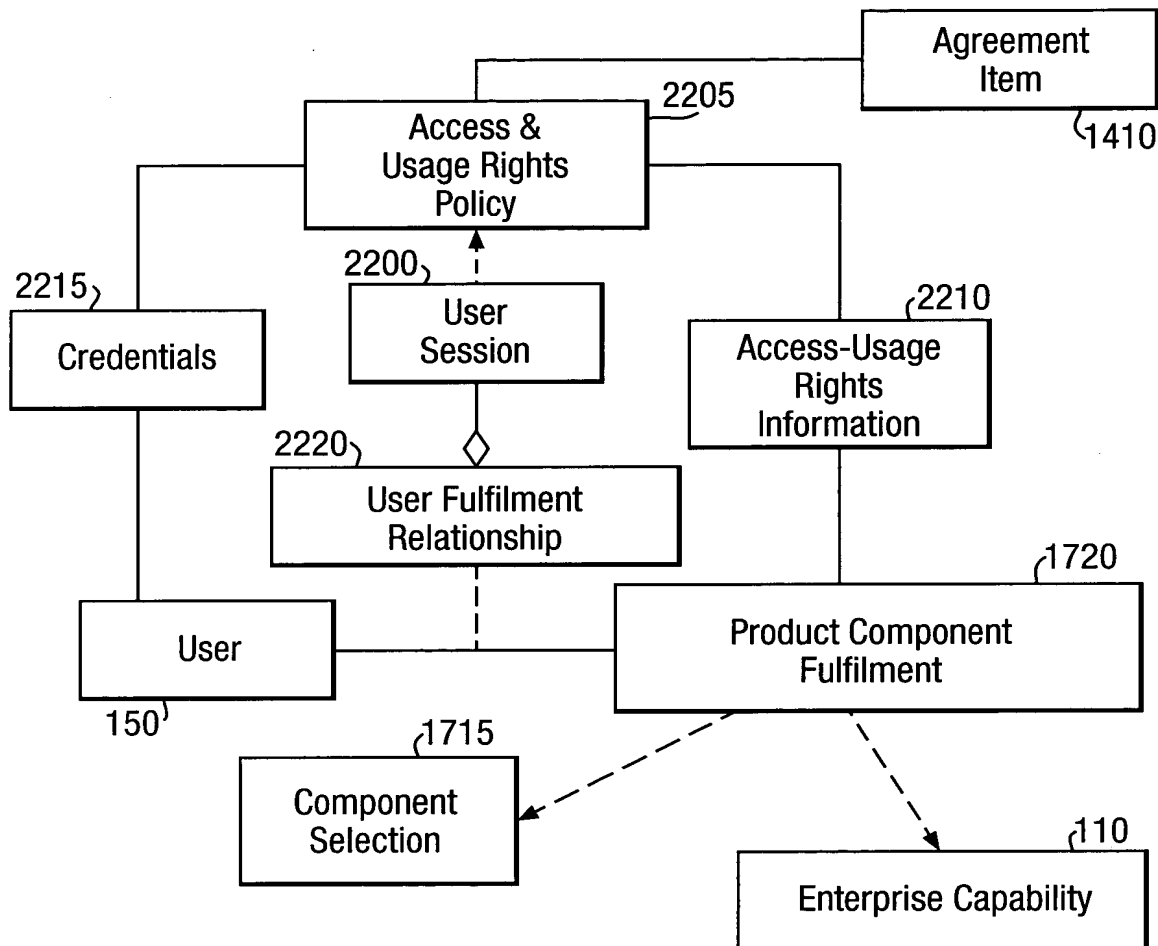 Agreement
Item
1410
2205
Access &
Usage Rights
Policy
2200
User
Session
2215
Credentials
2210
Access-Usage
Rights
Information
2220
User Fulfilment
Relationship
1720
Product Component
Fulfilment
User
150
1715
Component
Selection
110
Enterprise Capability